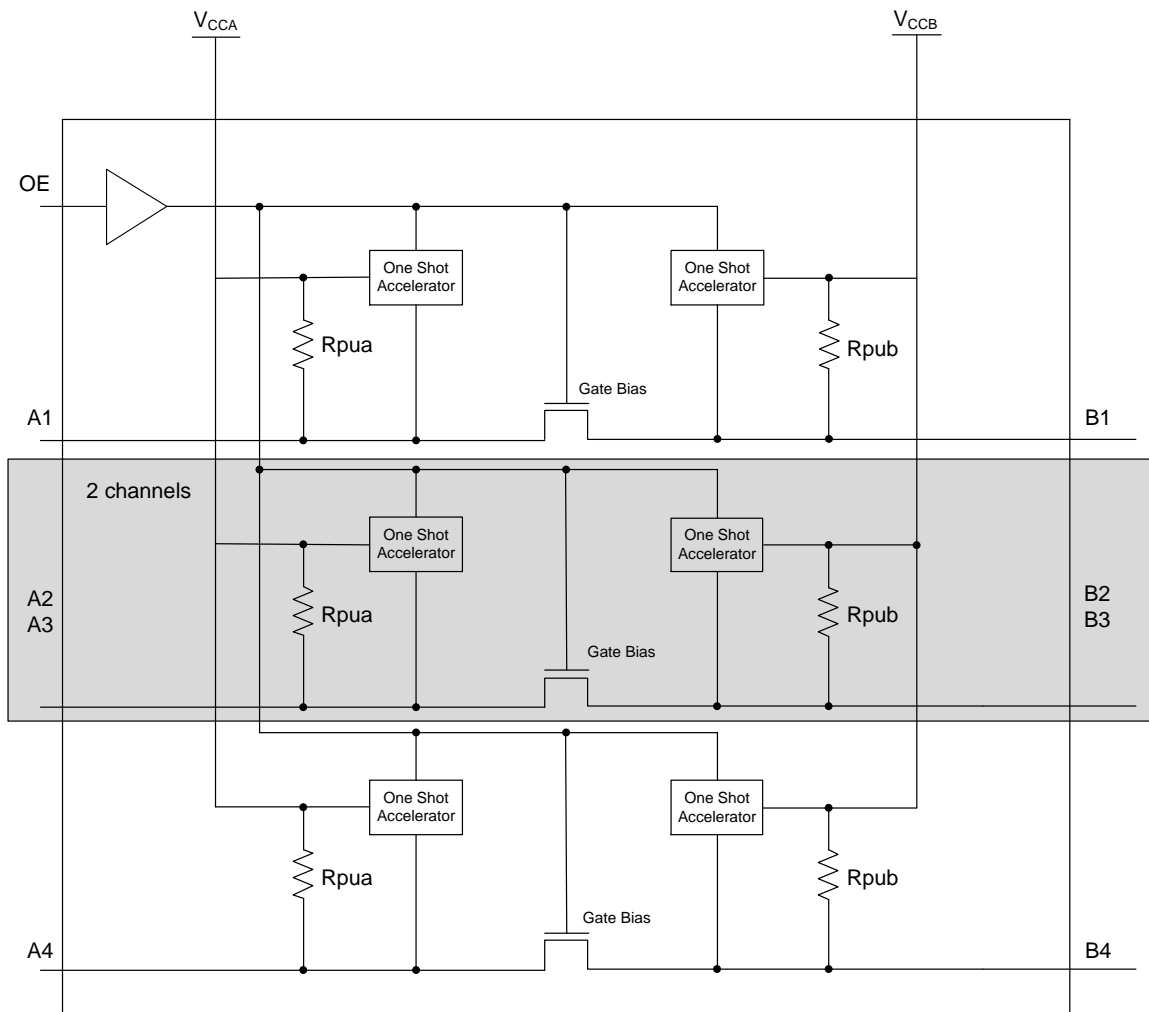 VCCA
VCCB
OE
One Shot
Accelerator
One Shot
Accelerator
Rpua
Rpub
Gate Bias
A1
B1
2 channels
One Shot
Accelerator
One Shot
Accelerator
A2
A3
Rpua
Rpub
B2
B3
Gate Bias
One Shot
Accelerator
One Shot
Accelerator
Rpua
Rpub
Gate Bias
A4
B4